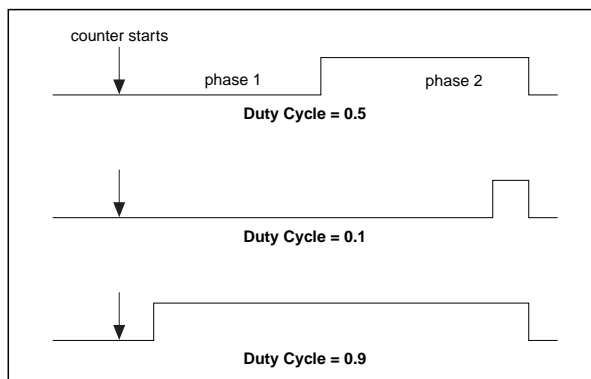 counter starts
phase 1
phase 2
Duty Cycle = 0.5
Duty Cycle = 0.1
Duty Cycle = 0.9